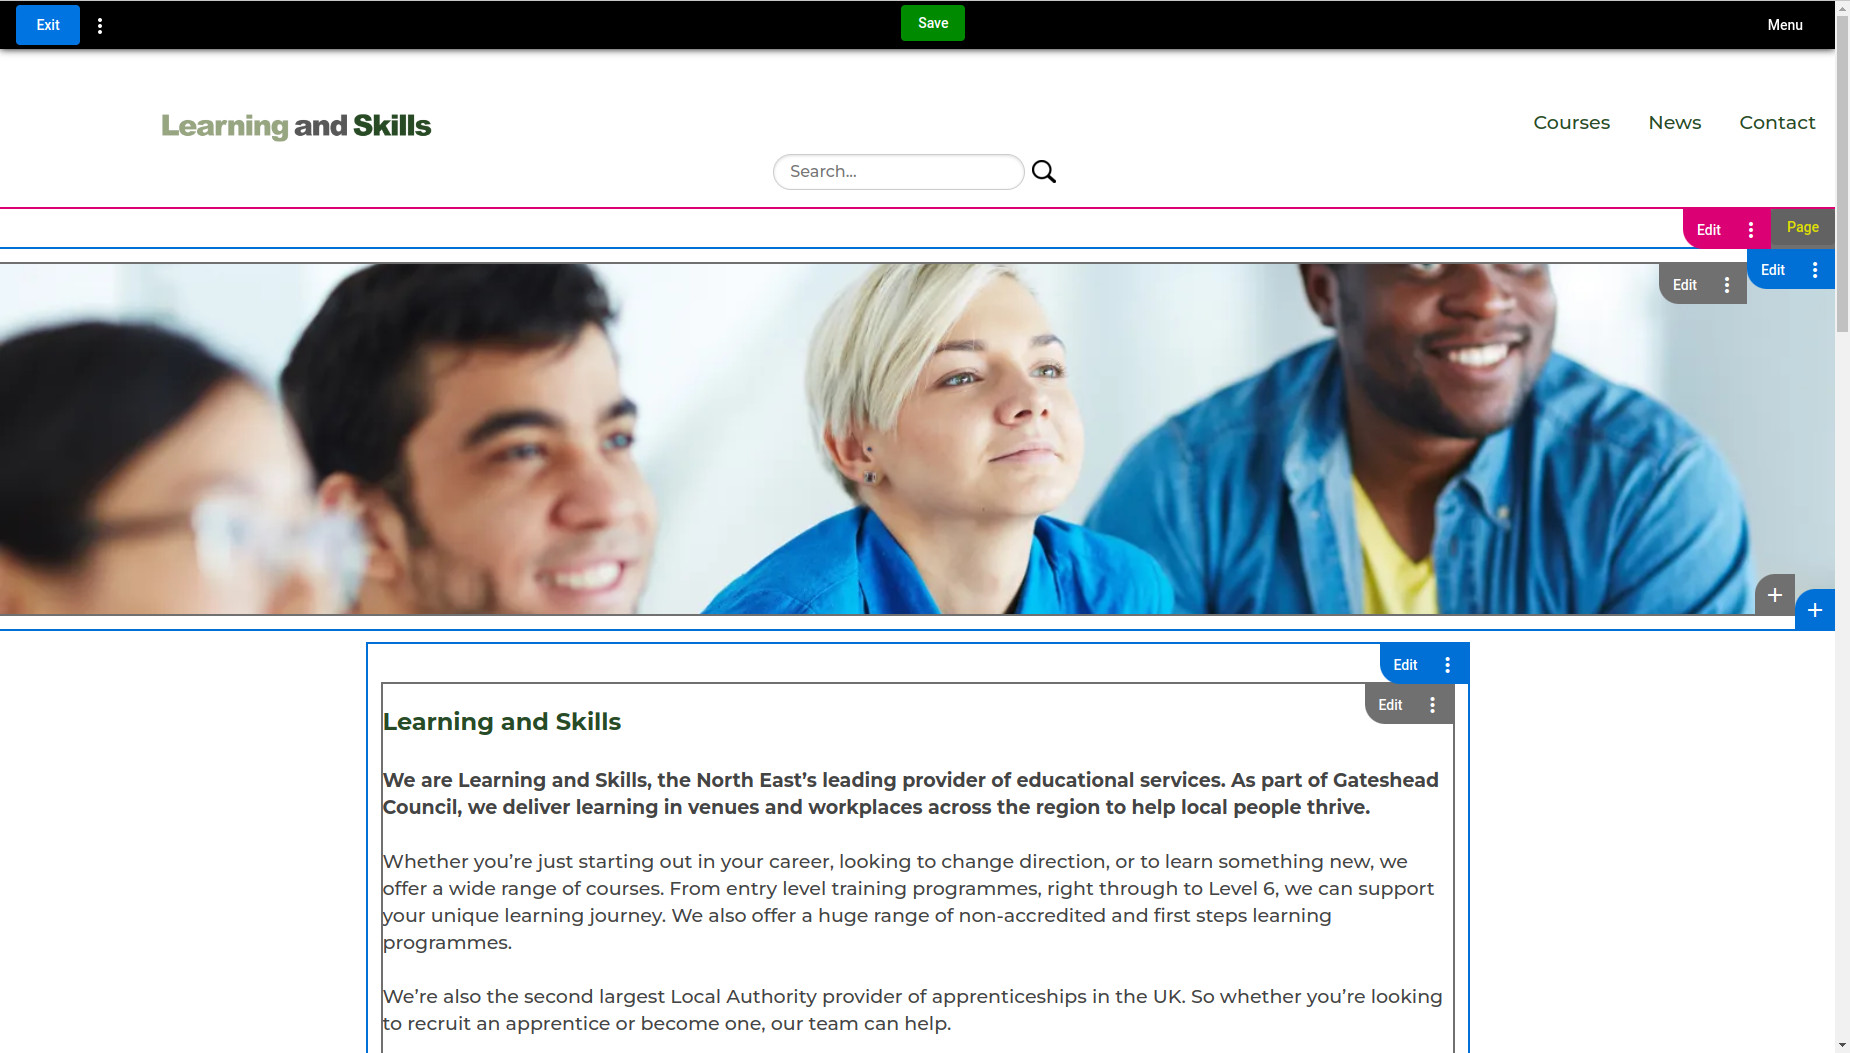 Exit
Save
Menu
Learning and Skills
Courses News Contact
Search...
Edit
Page
Edit
Edit
Edit
Edit
Learning and Skills
We are Learning and Skills, the North East’s leading provider of educational services. As part of Gateshead
Council, we deliver learning in venues and workplaces across the region to help local people thrive.
Whether you’re just starting out in your career, looking to change direction, or to learn something new, we
offer a wide range of courses. From entry level training programmes, right through to Level 6, we can support
your unique learning journey. We also offer a huge range of non-accredited and first steps learning
programmes.
We’re also the second largest Local Authority provider of apprenticeships in the UK. So whether you’re looking
to recruit an apprentice or become one, our team can help.